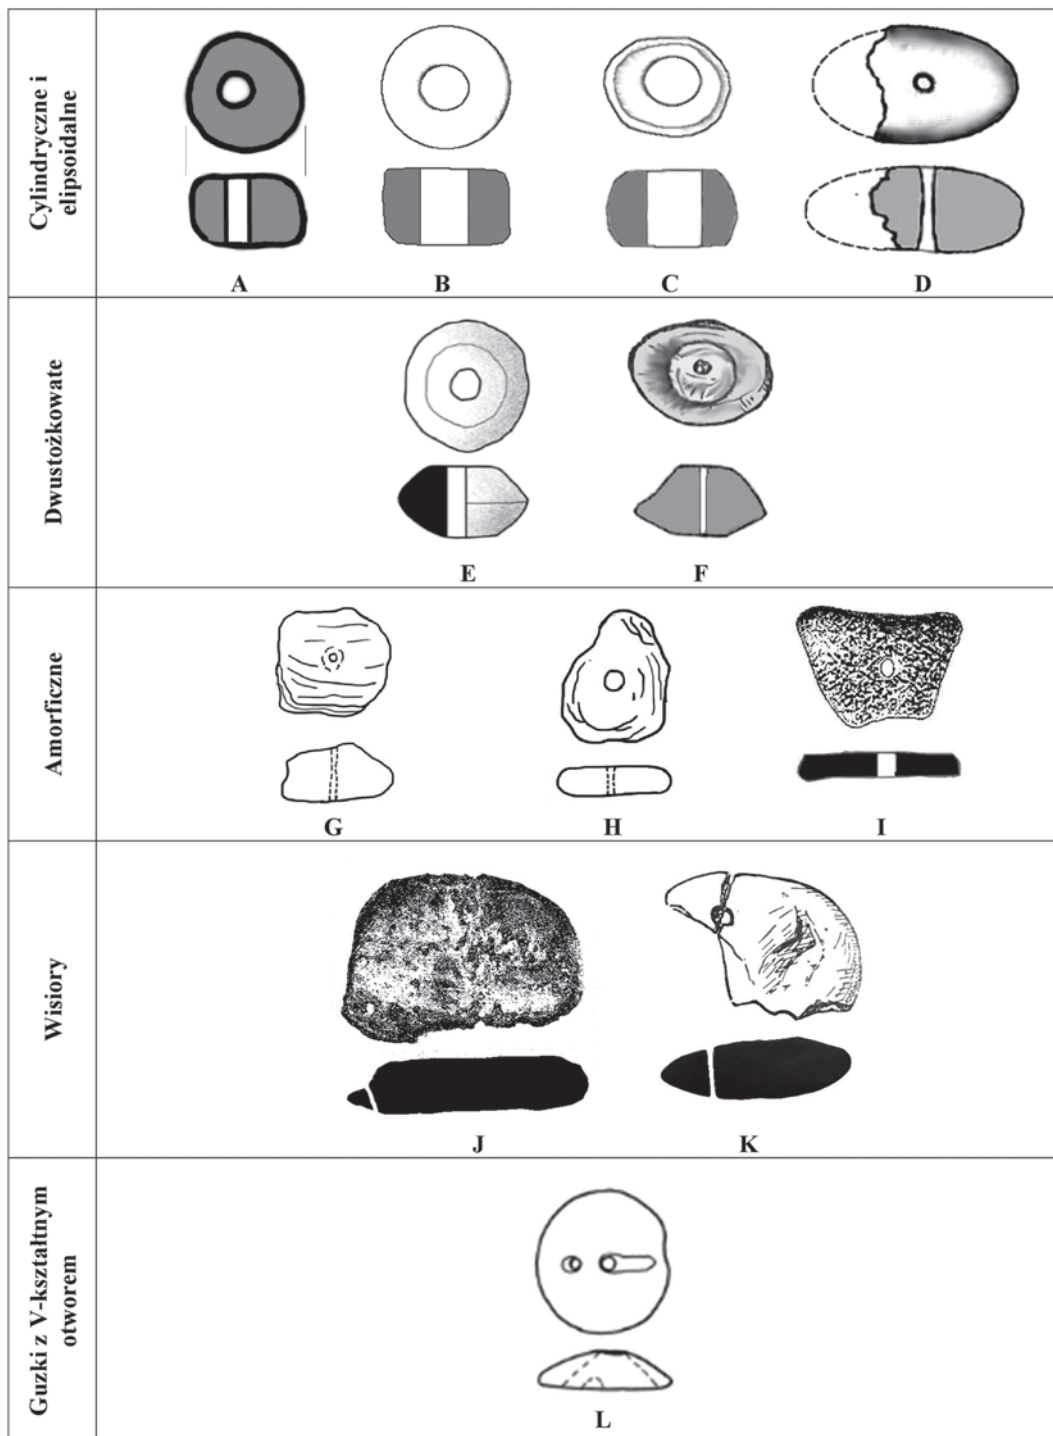 Cylindryczne i
elipsoidalne
A
B
C
D
Dwustożkowate
E
F
Amorficzne
G
H
I
Wisiory
J
K
Guzki z V-kształtnym
otworem
L